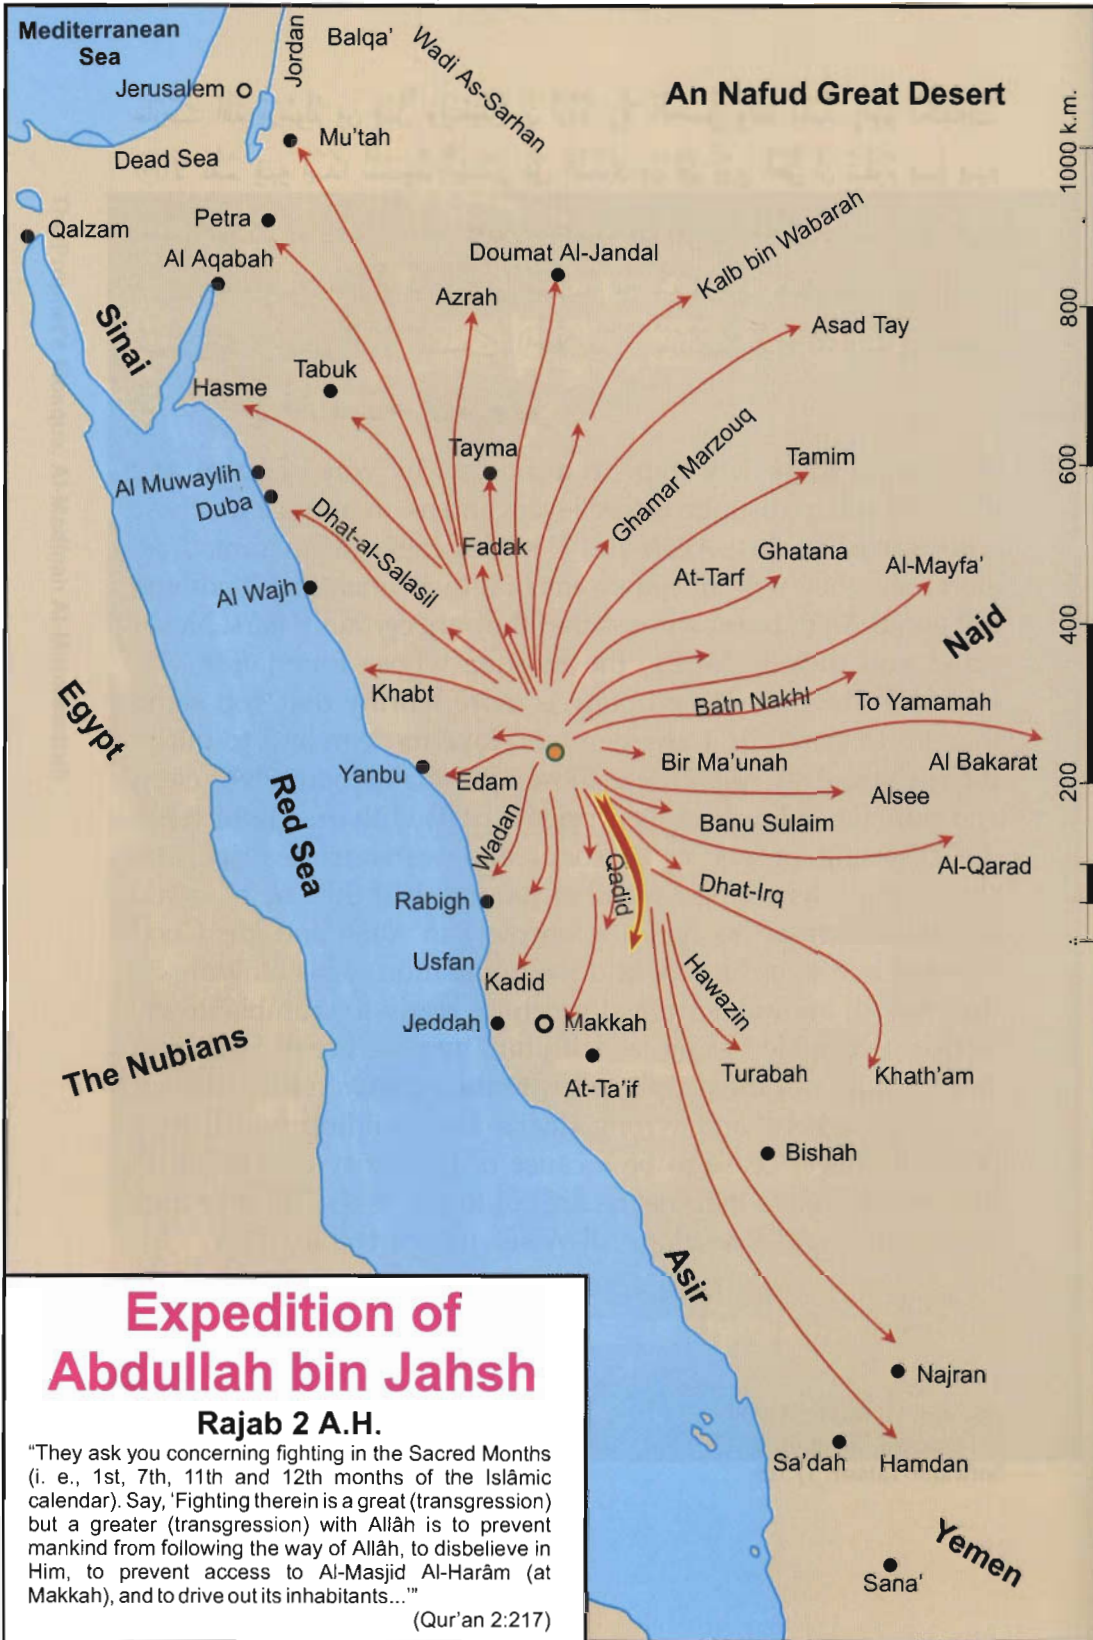 Mediterranean
Sea
Jordan
Balqa'
Wadi As-Sarhan
An Nafud Great Desert
Jerusalem
Mu'tah
Dead Sea
1000 k.m.
Petra
Qalzam
Al Aqabah
Doumat Al-Jandal
Kalb bin Wabarah
Azrah
Asad Tay
800
Sinai
Tabuk
Hasme
Tayma
Ghamar Marzouq
Tamim
600
Al Muwaylih
Duba
Dhat-al-Salasil
Fadak
Ghatana
At-Tarf
Al-Mayfa'
Al Wajh
Najd
400
Khabt
Batn Nakhl
To Yamamah
Egypt
Yanbu
Edam
Bir Ma'unah
Al Bakarat
200
Alsee
Red Sea
Wadan
Banu Sulaim
Qadid
Al-Qarad
Dhat-Irq
Rabigh
Usfan
Kadid
Hawazin
Jeddah
Makkah
The Nubians
At-Ta'if
Turabah
Khath'am
Bishah
Asir
Najran
Sa'dah
Hamdan
Yemen
Sana'
Expedition of
Abdullah bin Jahsh
Rajab 2 A.H.
“They ask you concerning fighting in the Sacred Months
(i. e., 1st, 7th, 11th and 12th months of the Islâmic
calendar). Say, ‘Fighting therein is a great (transgression)
but a greater (transgression) with Allâh is to prevent
mankind from following the way of Allâh, to disbelieve in
Him, to prevent access to Al-Masjid Al-Harâm (at
Makkah), and to drive out its inhabitants...’”
(Qur'an 2:217)